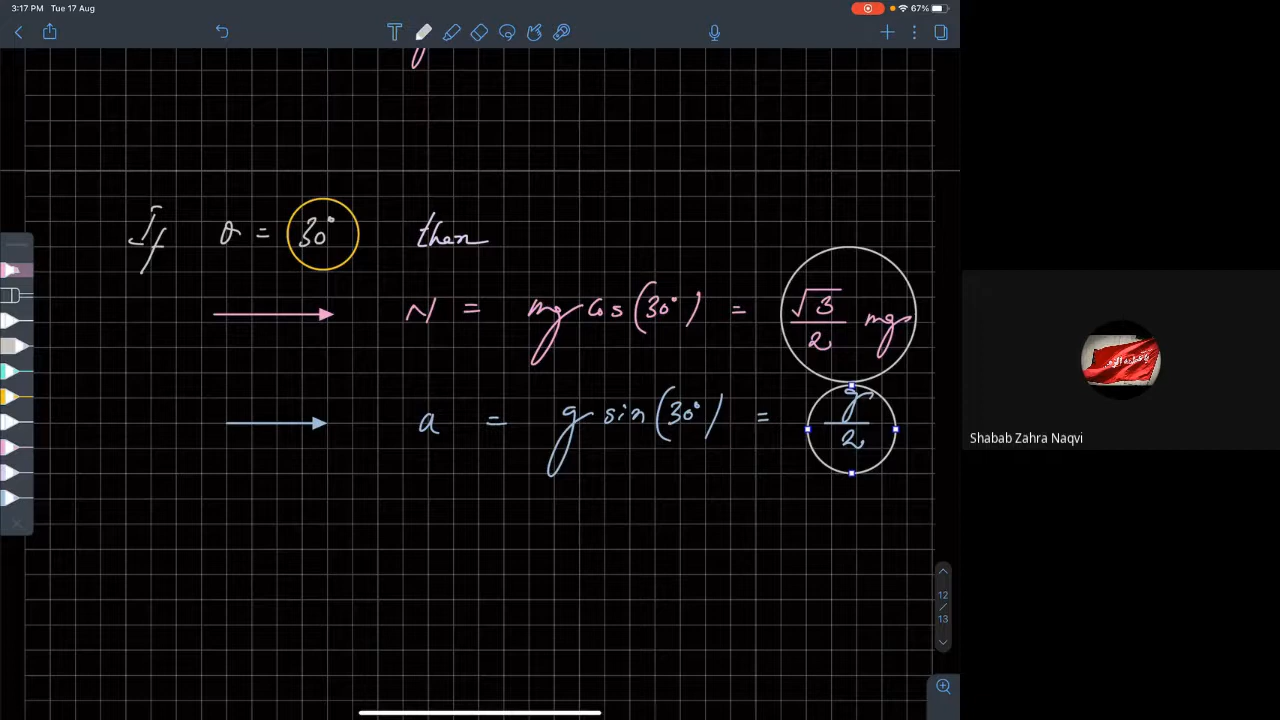 3:17 PM Tue 17 Aug
67%
If θ = 30° then
N = mg cos(30°) = √3/2 mg
a = g sin(30°) = g/2
Shabab Zahra Naqvi
12
/
13